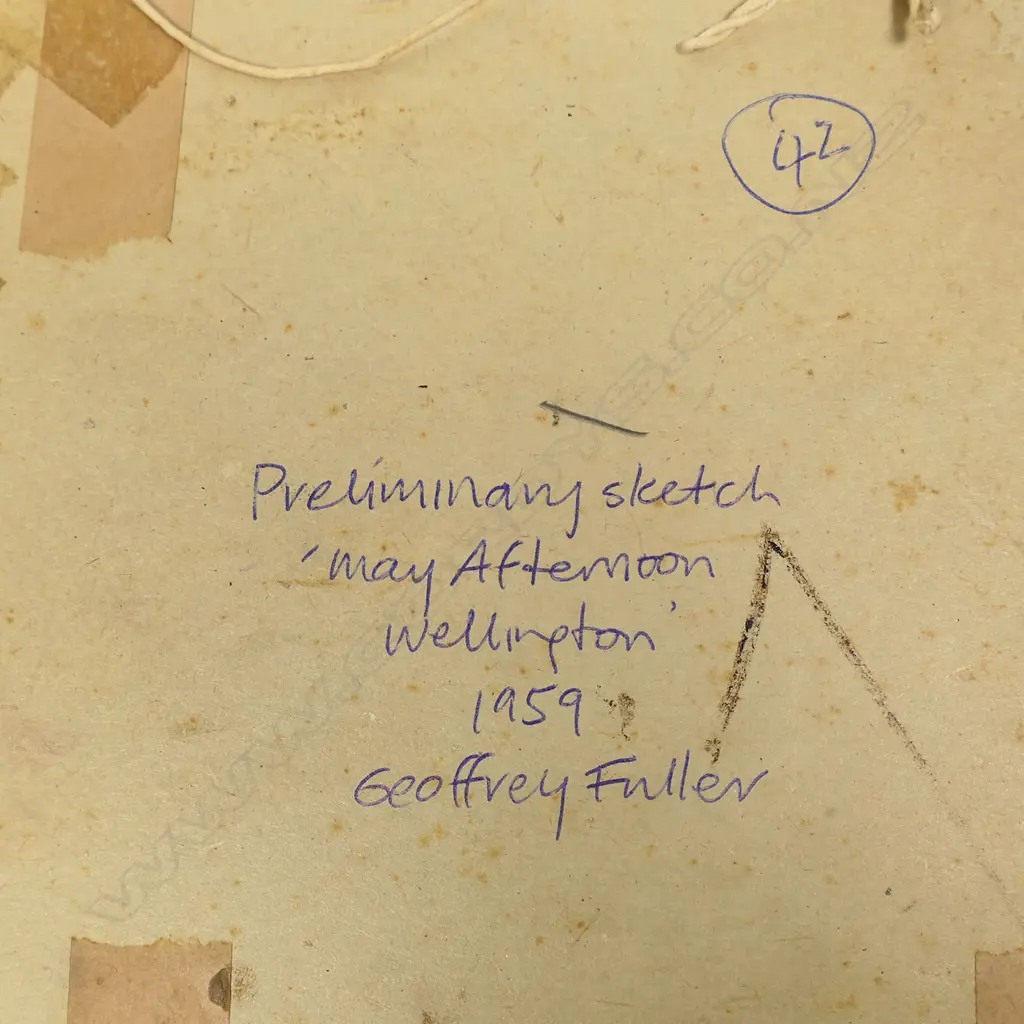 42
Preliminary sketch
'May Afternoon
Wellington'
1959
Geoffrey Fuller